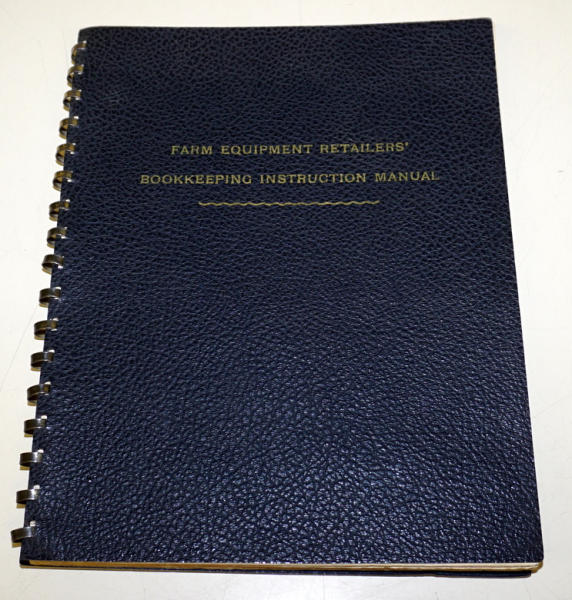 FARM EQUIPMENT RETAILERS'
BOOKKEEPING INSTRUCTION MANUAL